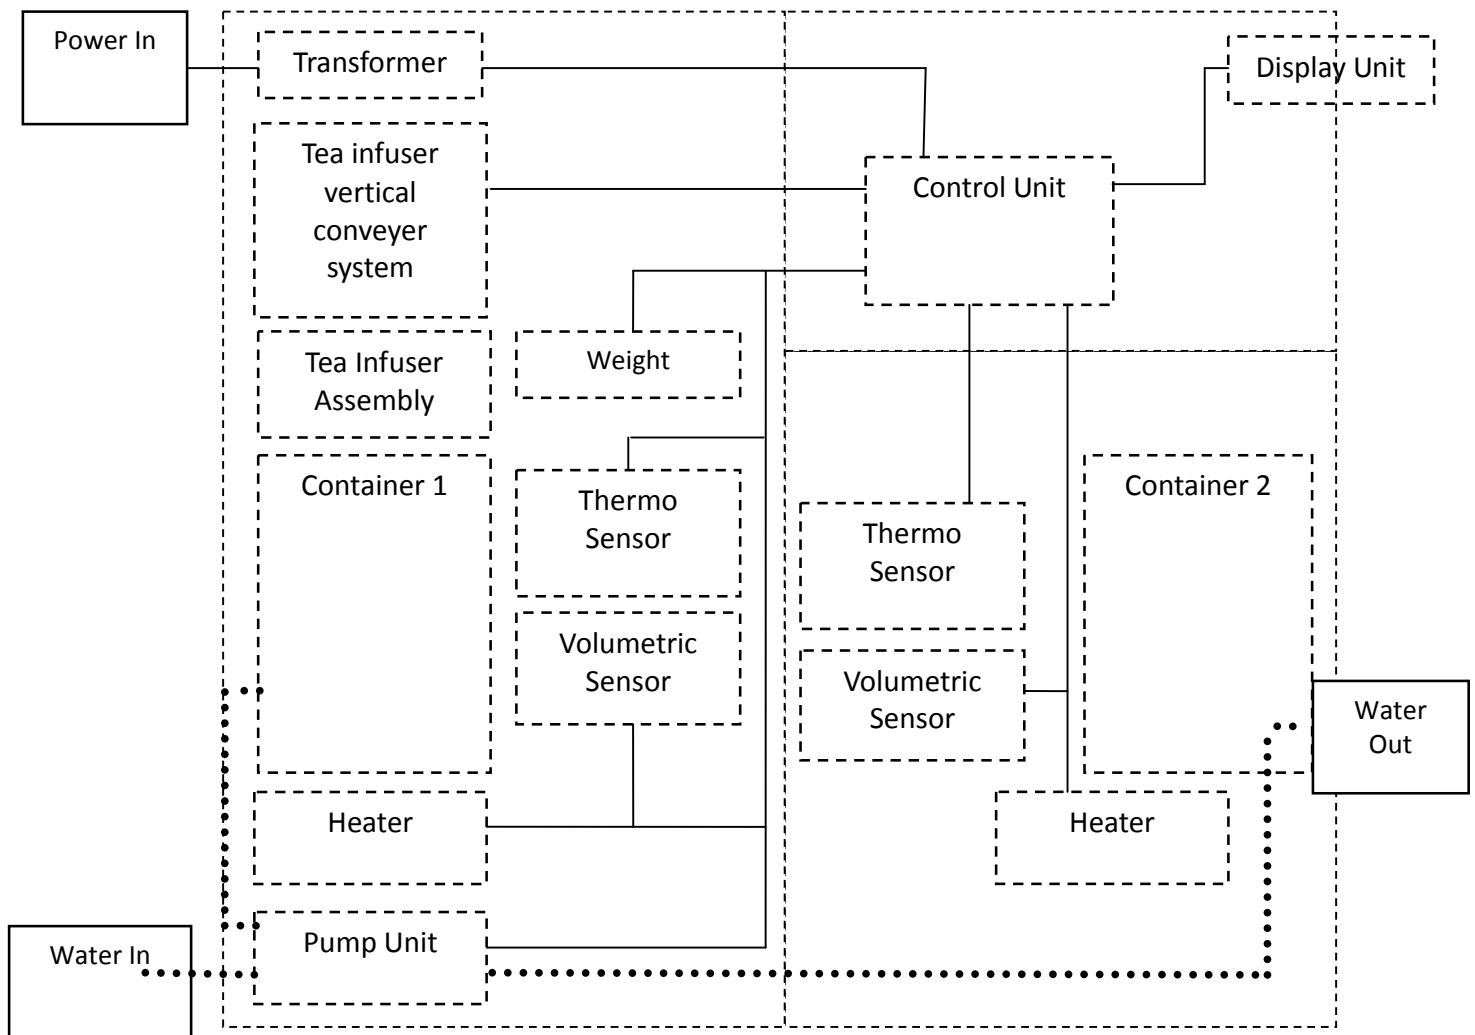 Power In
Transformer
Display Unit
Tea infuser
vertical
conveyer
system
Control Unit
Tea Infuser
Assembly
Weight
Container 1
Thermo
Sensor
Container 2
Thermo
Sensor
Volumetric
Sensor
Volumetric
Sensor
Water
Out
Heater
Heater
Pump Unit
Water In